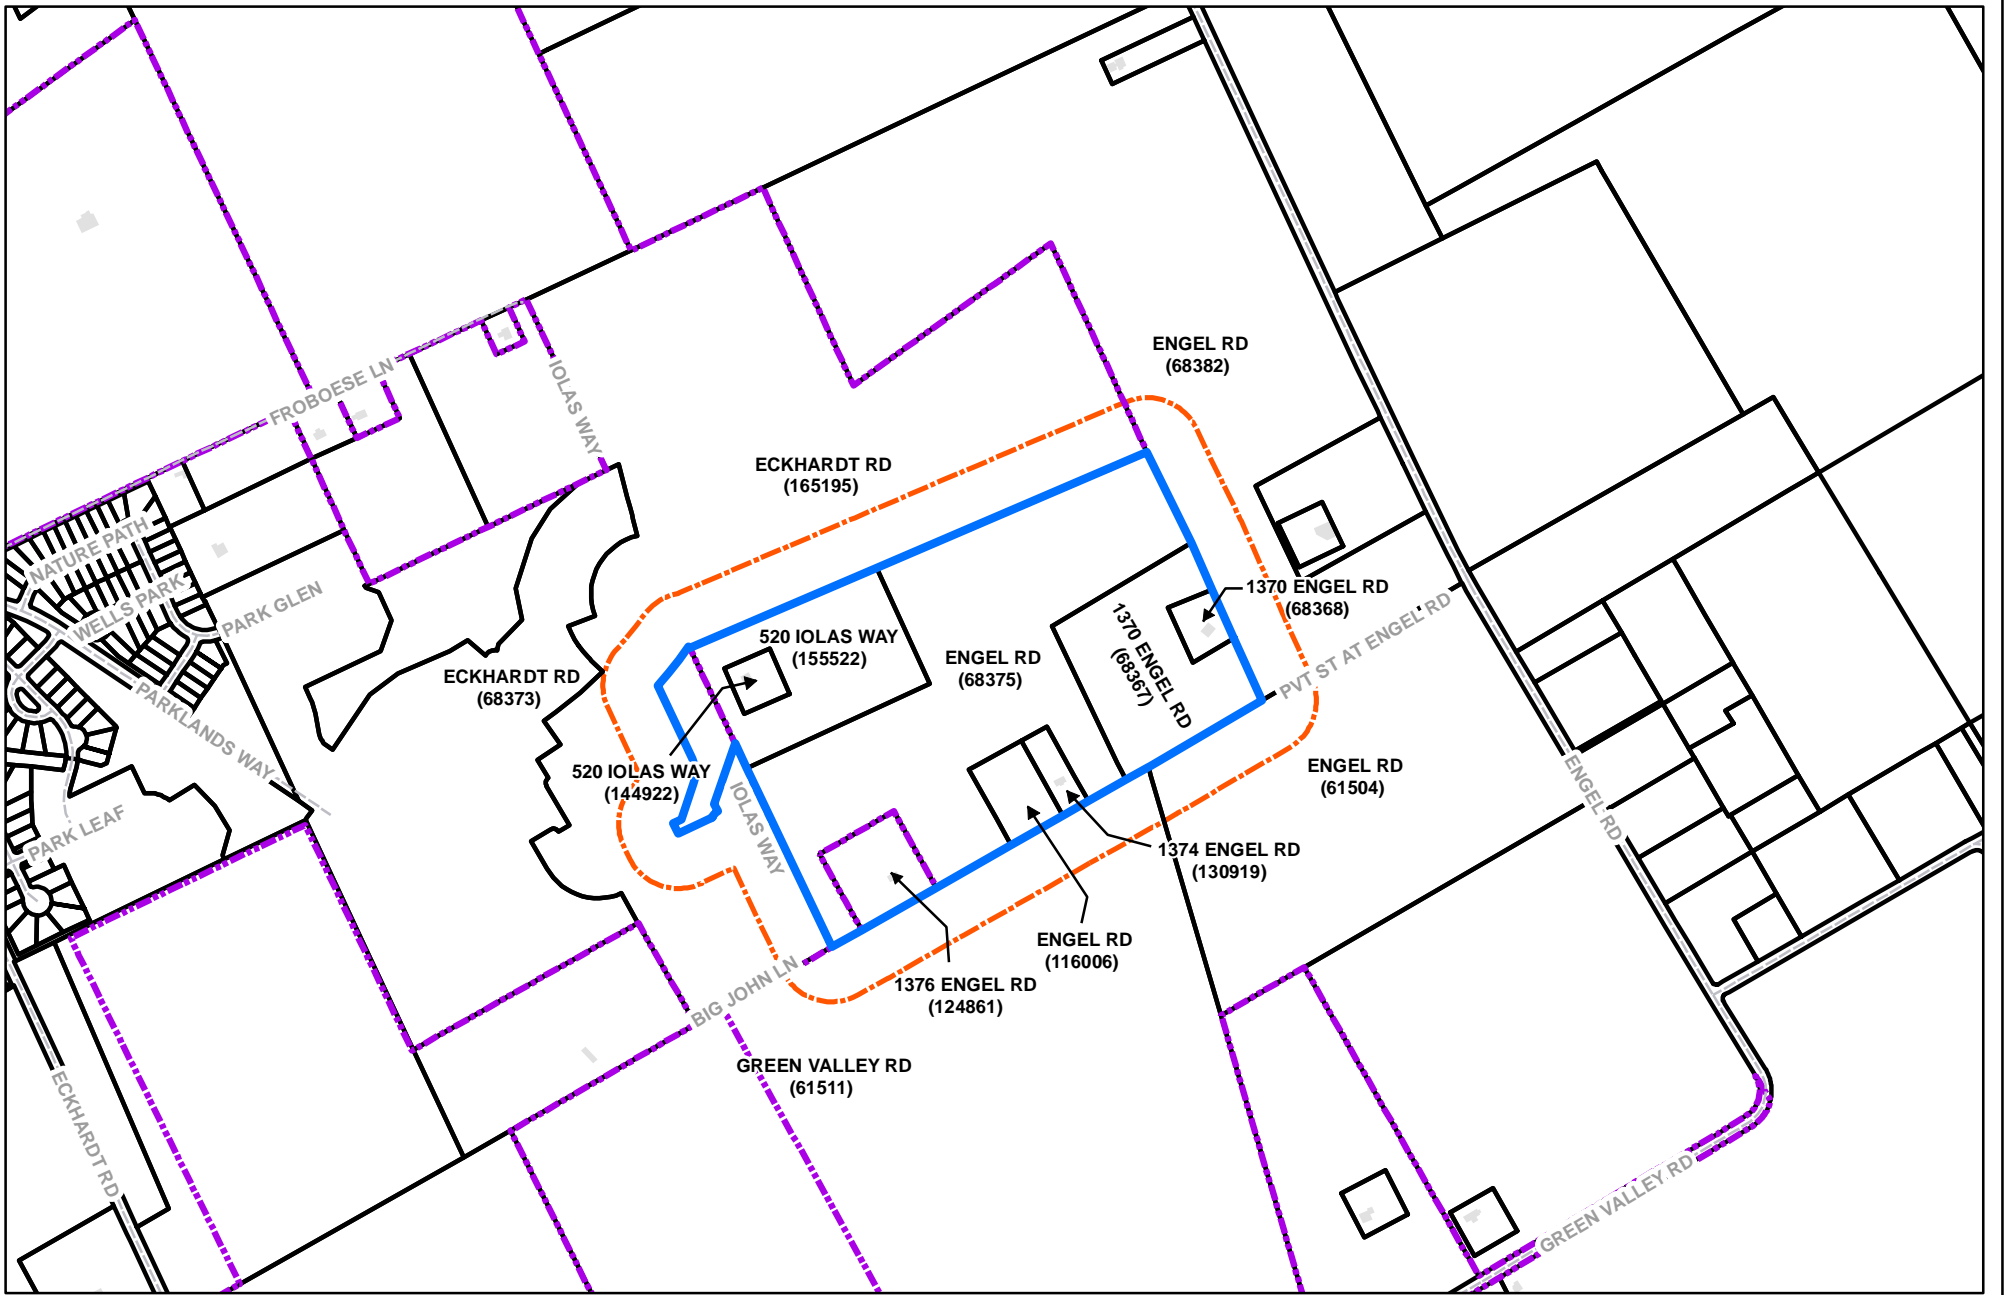 ENGEL RD
(68382)
FROBOESE LN
IOLAS WAY
ECKHARDT RD
(165195)
NATURE PATH
WELLS PARK
PARK GLEN
1370 ENGEL RD
(68368)
PVT ST AT ENGEL RD
520 IOLAS WAY
(155522)
ENGEL RD
(68375)
1370 ENGEL RD
(68367)
ECKHARDT RD
(68373)
PARKLANDS WAY
520 IOLAS WAY
(144922)
IOLAS WAY
ENGEL RD
(61504)
ENGEL RD
PARK LEAF
1374 ENGEL RD
(130919)
ENGEL RD
(116006)
1376 ENGEL RD
(124861)
BIG JOHN LN
GREEN VALLEY RD
(61511)
ECKHARDT RD
GREEN VALLEY RD